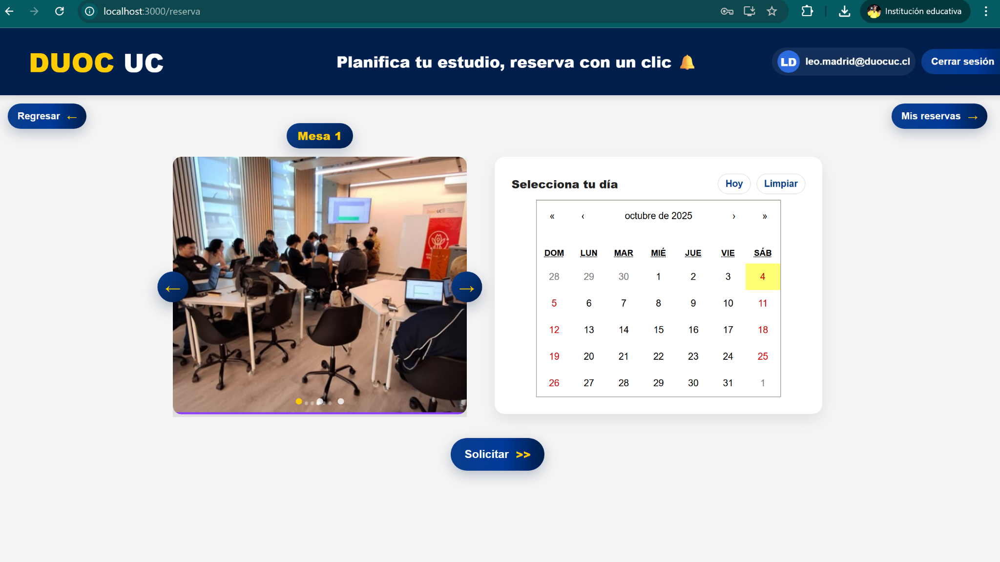 localhost:3000/reserva
Institución educativa
DUOC UC
Planifica tu estudio, reserva con un clic
LD
leo.madrid@duocuc.cl
Cerrar sesión
Regresar ←
Mis reservas →
Mesa 1
←
→
Selecciona tu día
Hoy
Limpiar
« ‹ octubre de 2025 › »
DOM LUN MAR MIÉ JUE VIE SÁB
28 29 30 1 2 3 4
5 6 7 8 9 10 11
12 13 14 15 16 17 18
19 20 21 22 23 24 25
26 27 28 29 30 31 1
Solicitar >>